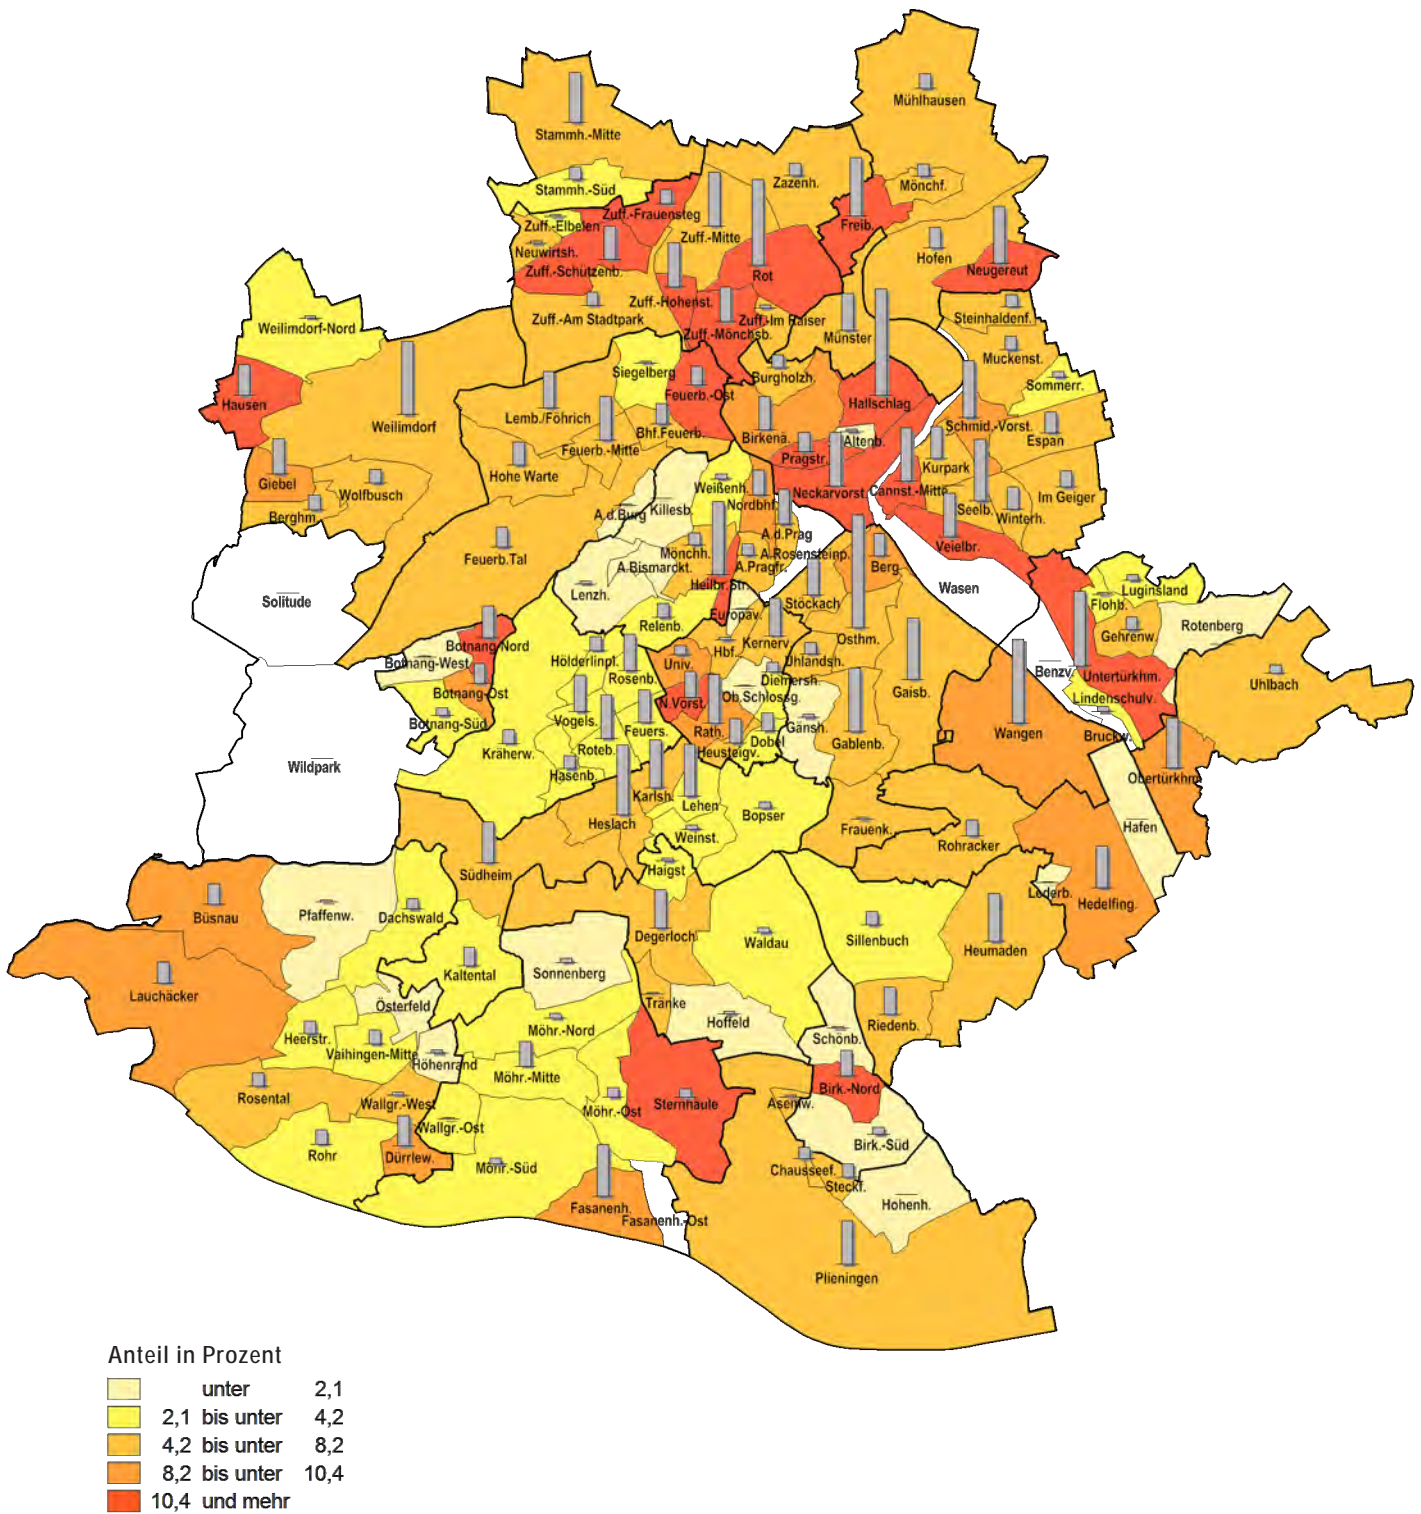 Mühlhausen
Stammh.-Mitte
Zazenh.
Mönchf.
Stammh.-Süd
Zuff.-Frauensteg
Zuff.-Elbelen
Freib.
Zuff.-Mitte
Neuwirtsh.
Hofen
Zuff.-Schützenb.
Rot
Neugereut
Zuff.-Hohenst.
Zuff.-Am Stadtpark
Zuff.-Im Raiser
Steinhaldenf.
Weilimdorf-Nord
Zuff.-Mönchsb.
Münster
Muckenst.
Siegelberg
Burgholzh.
Sommerr.
Feuerb.-Ost
Hausen
Hallschlag
Lemb./Föhrich
Weilimdorf
Bhf.Feuerb.
Schmid.-Vorst.
Birkenä.
Altenb.
Espan
Feuerb.-Mitte
Pragstr.
Kurpark
Hohe Warte
Giebel
Wolfbusch
Weißenh.
Neckarvorst.
Cannst.-Mitte
Im Geiger
Nordbhf.
Killesb.
Seelb.
Berghm.
A.d.Burg
Winterh.
A.d.Prag
Veielbr.
Mönchh.
A.Rosensteinp.
Feuerb.Tal
A.Bismarckt.
A.Pragfr.
Berg
Heilbr.Str.
Wasen
Luginsland
Lenzh.
Solitude
Stöckach
Flohb.
Europav.
Relenb.
Rotenberg
Gehrenw.
Osthm.
Kernerv.
Botnang-Nord
Hbf.
Botnang-West
Hölderlinpl.
Univ.
Uhlandsh.
Benzv.
Untertürkhm.
Rosenb.
Diemersh.
Uhlbach
Botnang-Ost
Gaisb.
Ob.Schlossg.
Lindenschulv.
N.Vorst.
Botnang-Süd
Vogels.
Feuers.
Rath.
Gänsh.
Wangen
Bruckw.
Dobel
Gablenb.
Roteb.
Heusteigv.
Kräherw.
Wildpark
Hasenb.
Obertürkhm.
Karlsh.
Lehen
Bopser
Heslach
Frauenk.
Hafen
Weinst.
Rohracker
Haigst
Südheim
Lederb.
Hedelfing.
Pfaffenw.
Dachswald
Büsnau
Degerloch
Waldau
Sillenbuch
Heumaden
Kaltental
Sonnenberg
Lauchäcker
Tränke
Österfeld
Hoffeld
Riedenb.
Möhr.-Nord
Heerstr.
Schönb.
Vaihingen-Mitte
Höhenrand
Möhr.-Mitte
Birk.-Nord
Rosental
Wallgr.-West
Sternhäule
Asemw.
Möhr.-Ost
Wallgr.-Ost
Birk.-Süd
Rohr
Dürrlew.
Möhr.-Süd
Chausseef.
Steckf.
Hohenh.
Fasanenh.
Fasanenh.-Ost
Plieningen
Anteil in Prozent
unter 2,1
2,1 bis unter 4,2
4,2 bis unter 8,2
8,2 bis unter 10,4
10,4 und mehr